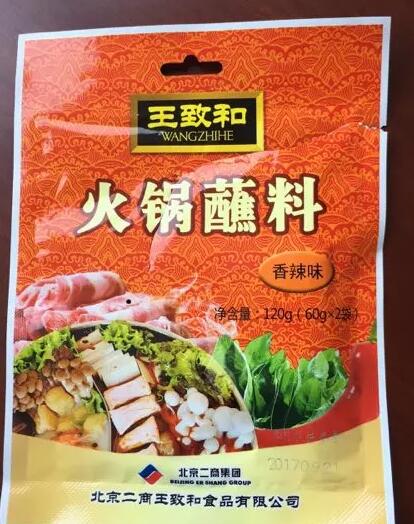 王致和
WANGZHIHE
火锅蘸料
香辣味
净含量：120g（60g×2袋）
20170921
北京二商集团
BEIJING ER SHANG GROUP
北京二商王致和食品有限公司